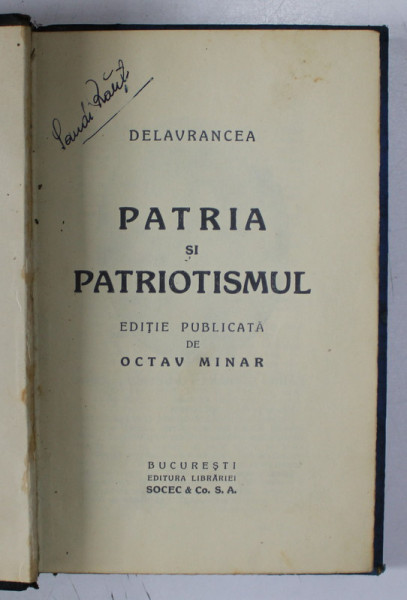 DELAVRANCEA
PATRIA
ȘI
PATRIOTISMUL
EDIȚIE PUBLICATĂ
DE
OCTAV MINAR
BUCUREȘTI
EDITURA LIBRĂRIEI
SOCEC & Co. S. A.